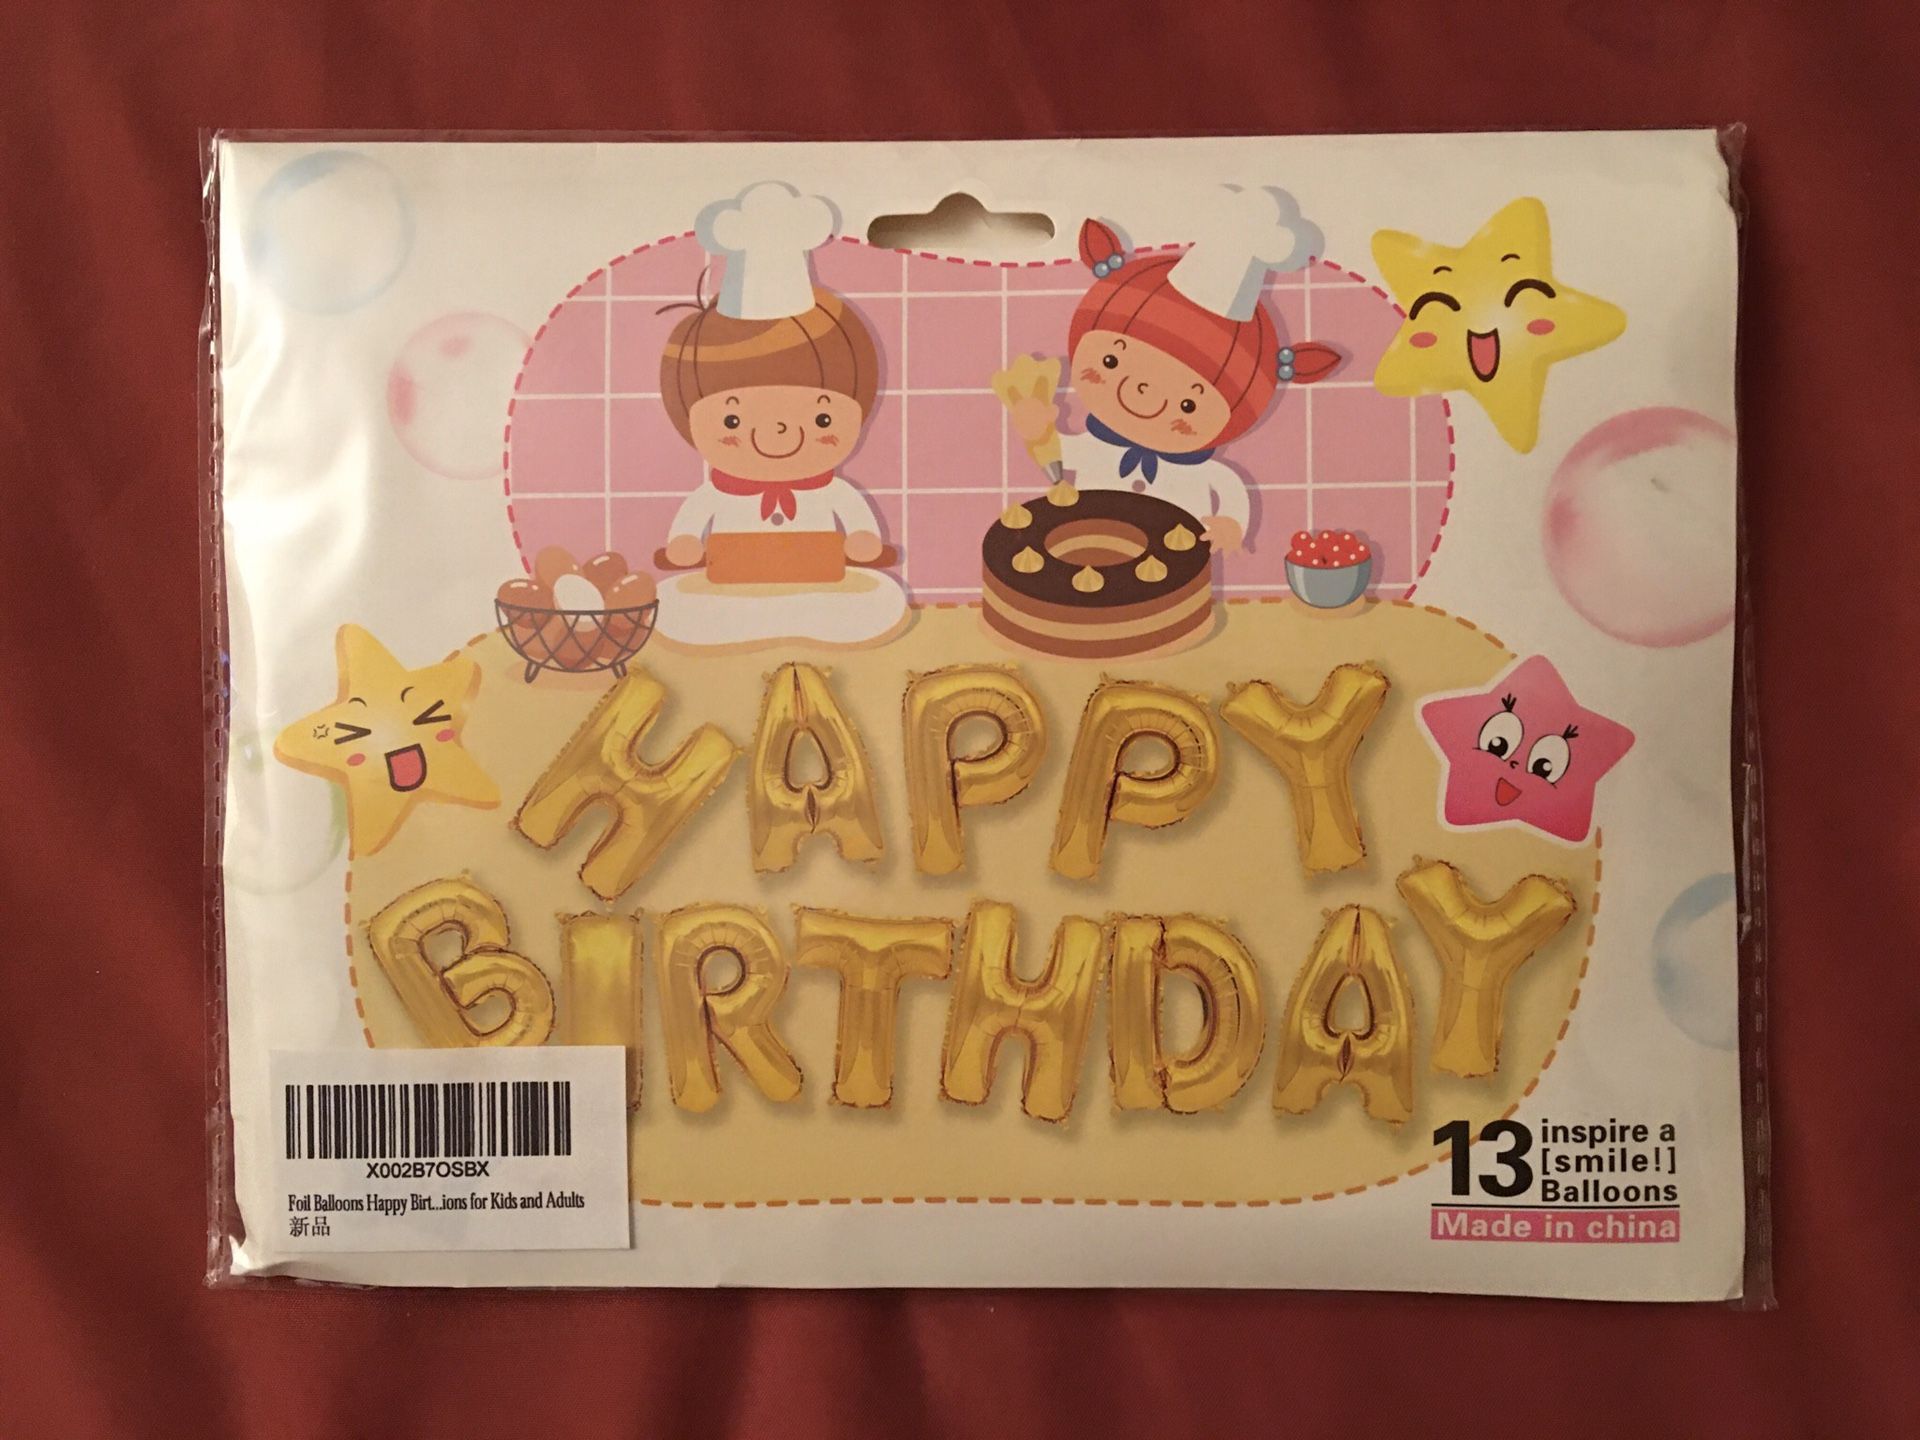 HAPPY
BIRTHDAY
X002B7OSBX
Foil Balloons Happy Birt...ions for Kids and Adults
新品
13 inspire a
[smile!]
Balloons
Made in china